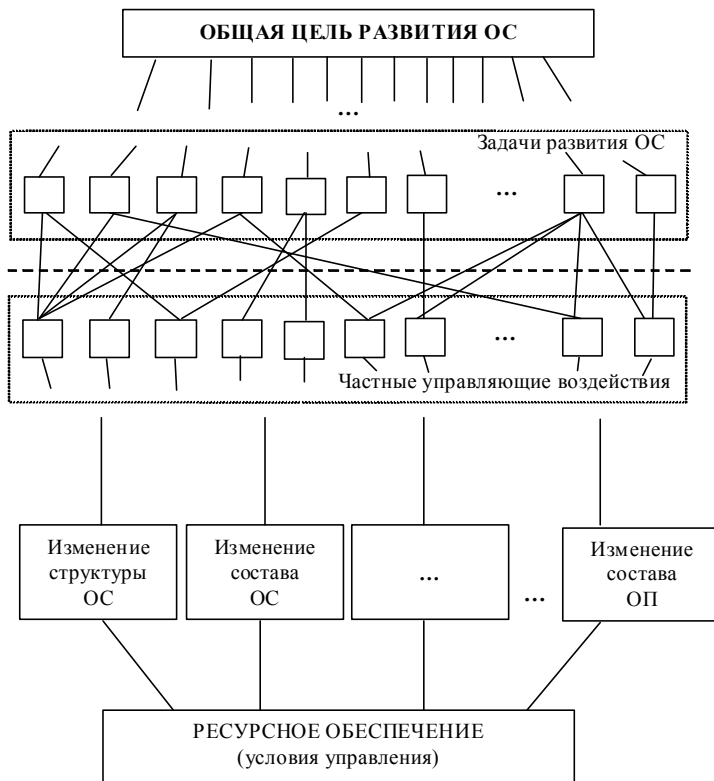 ОБЩАЯ ЦЕЛЬ РАЗВИТИЯ ОС
...
Задачи развития ОС
...
...
Частные управляющие воздействия
Изменение
структуры
ОС
Изменение
состава
ОС
...
...
Изменение
состава
ОП
РЕСУРСНОЕ ОБЕСПЕЧЕНИЕ
(условия управления)